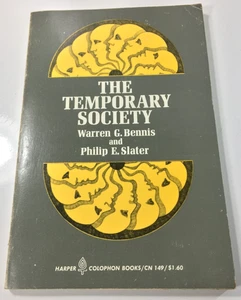 THE
TEMPORARY
SOCIETY
Warren G. Bennis
and
Philip E. Slater
HARPER COLOPHON BOOKS/CN 149/$1.60